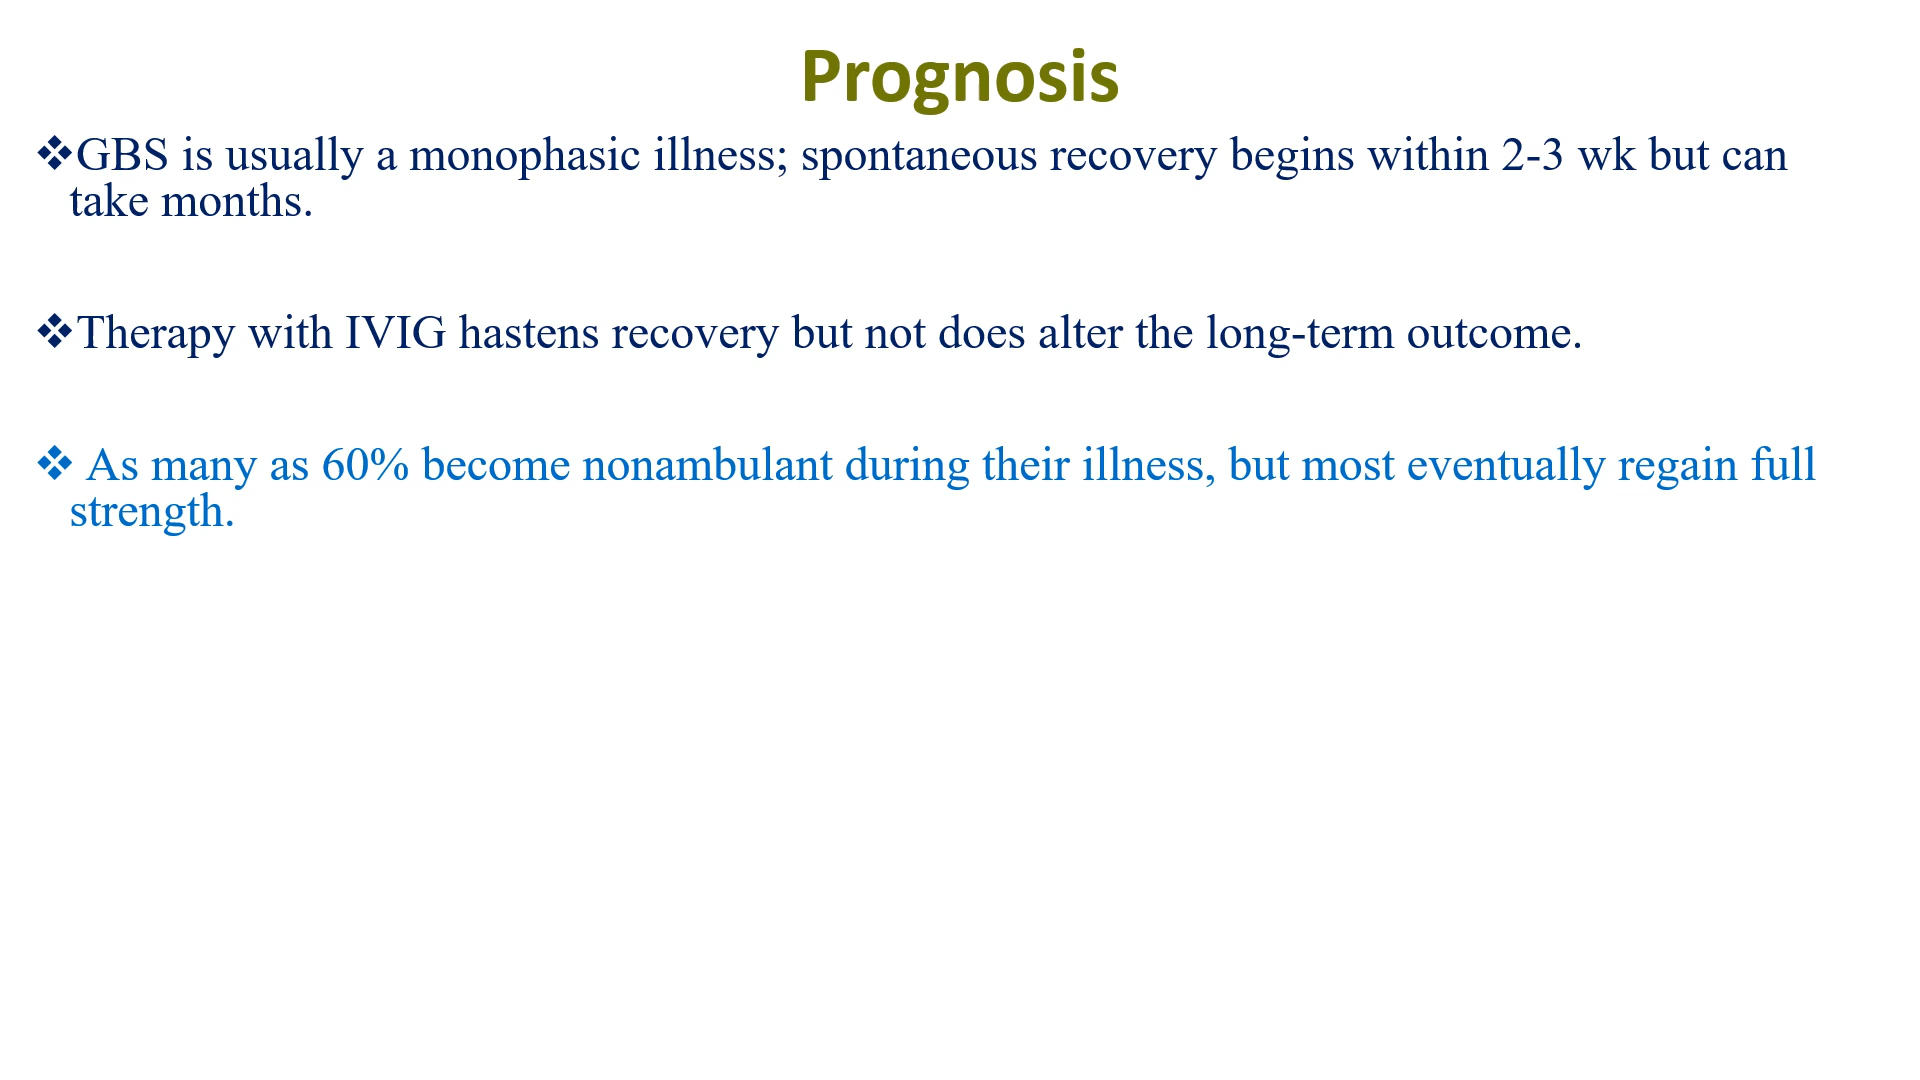 Prognosis
❖GBS is usually a monophasic illness; spontaneous recovery begins within 2-3 wk but can
take months.
❖Therapy with IVIG hastens recovery but not does alter the long-term outcome.
❖ As many as 60% become nonambulant during their illness, but most eventually regain full
strength.